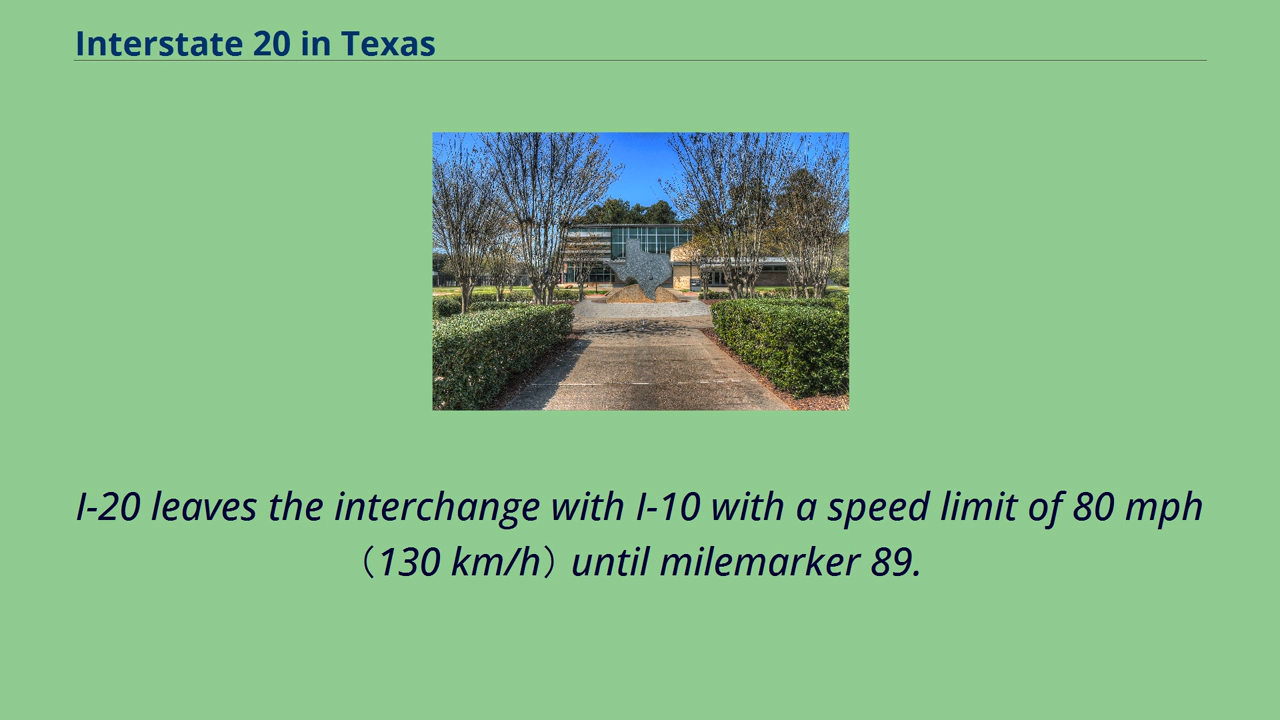 Interstate 20 in Texas
I-20 leaves the interchange with I-10 with a speed limit of 80 mph
（130 km/h）until milemarker 89.